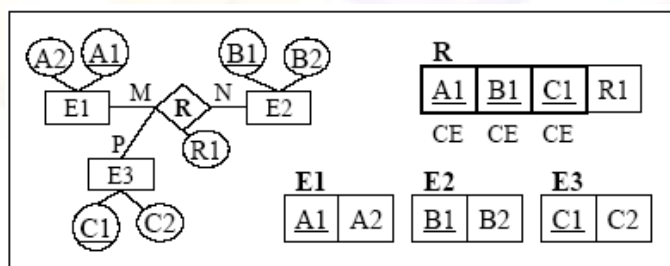 A2 A1 B1 B2
E1 M R N E2
R1
P
E3
C1 C2
R
A1 B1 C1 R1
CE CE CE
E1 E2 E3
A1 A2 B1 B2 C1 C2